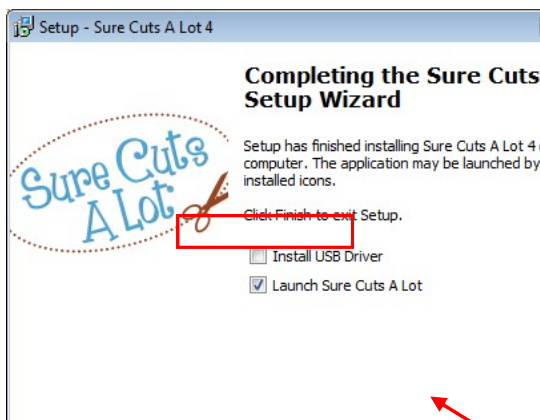 Setup - Sure Cuts A Lot 4
Completing the Sure Cuts
Setup Wizard
Sure Cuts
A Lot
Setup has finished installing Sure Cuts A Lot 4
computer. The application may be launched by
installed icons.
Click Finish to exit Setup.
Install USB Driver
Launch Sure Cuts A Lot